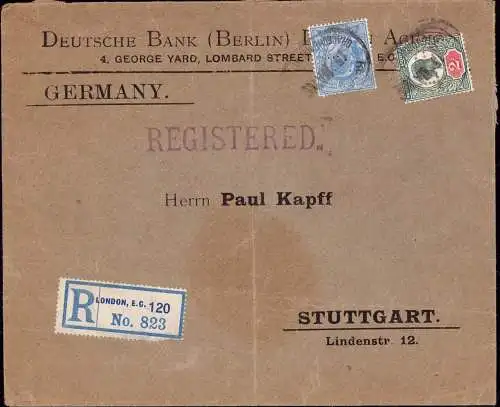 DEUTSCHE BANK (BERLIN)
4, GEORGE YARD, LOMBARD STREET, E.C.
GERMANY.
REGISTERED.
Herrn Paul Kapff
R LONDON, E.C. 120
No. 823
STUTTGART.
Lindenstr 12.
2